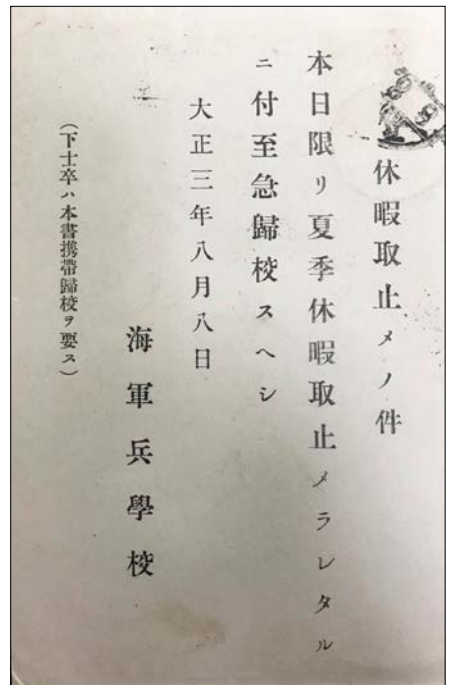 休暇取止メノ件
本日限リ夏季休暇取止メラレタル
ニ付至急歸校スヘシ
大正三年八月八日
海軍兵學校
（下士卒ハ本書携帶歸校ヲ要ス）